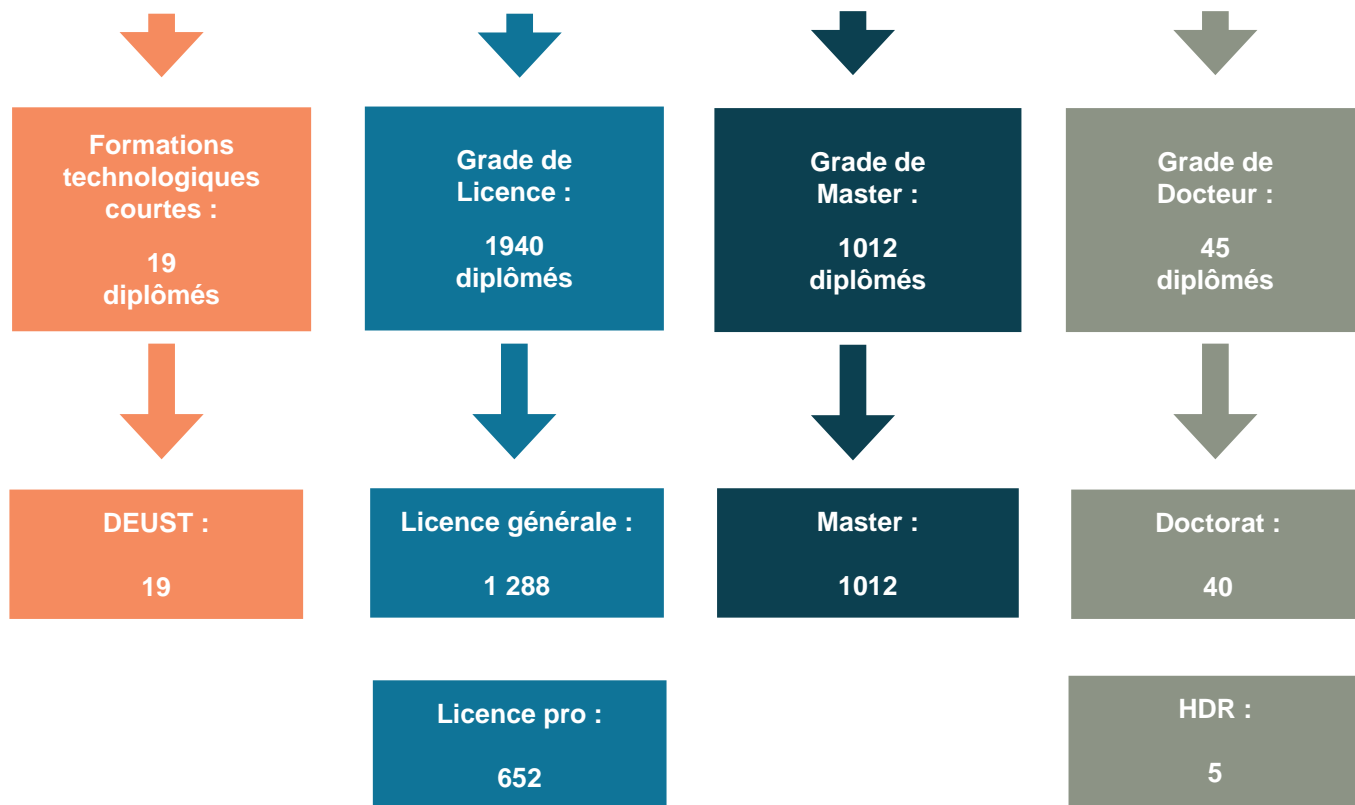 Formations
technologiques
courtes :
19
diplômés
Grade de
Licence :
1940
diplômés
Grade de
Master :
1012
diplômés
Grade de
Docteur :
45
diplômés
DEUST :
19
Licence générale :
1 288
Master :
1012
Doctorat :
40
Licence pro :
652
HDR :
5